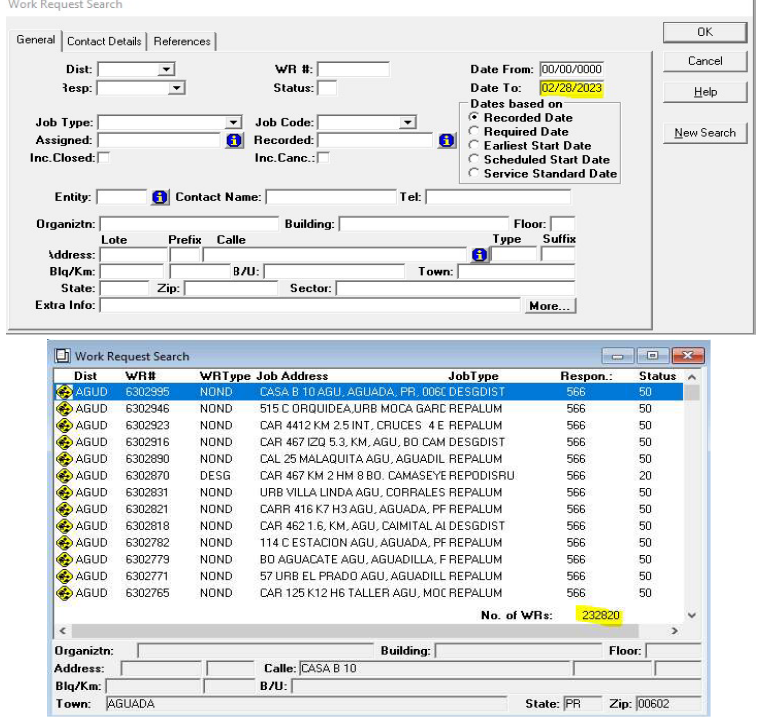 Work Request Search
General Contact Details References
OK
Cancel
Help
New Search
Dist: WR #: Date From: 00/00/0000
Resp: Status: Date To: 02/28/2023
Dates based on
Recorded Date
Required Date
Earliest Start Date
Scheduled Start Date
Service Standard Date
Job Type: Job Code:
Assigned: Recorded:
Inc.Closed: Inc.Canc.:
Entity: Contact Name: Tel:
Organiztn: Building: Floor:
Lote Prefix Calle Type Suffix
Address:
Blq/Km: B/U: Town:
State: Zip: Sector:
Extra Info: More...
Work Request Search
Dist WR# WRType Job Address JobType Respon.: Status
AGUD 6302995 NOND CASA B 10 AGU, AGUADA, PR, 006C DESGDIST 566 50
AGUD 6302946 NOND 515 C ORQUIDEA,URB MOCA GARD REPALUM 566 50
AGUD 6302923 NOND CAR 4412 KM 2.5 INT, CRUCES 4 E REPALUM 566 50
AGUD 6302916 NOND CAR 467 IZQ 5.3, KM, AGU, BO CAM DESGDIST 566 50
AGUD 6302890 NOND CAL 25 MALAQUITA AGU, AGUADIL REPALUM 566 50
AGUD 6302870 DESG CAR 467 KM 2 HM 8 BO. CAMASEYE REPODISRU 566 20
AGUD 6302831 NOND URB VILLA LINDA AGU, CORRALES REPALUM 566 50
AGUD 6302821 NOND CARR 416 K7 H3 AGU, AGUADA, PF REPALUM 566 50
AGUD 6302818 NOND CAR 462 1.6, KM, AGU, CAIMITAL AL DESGDIST 566 50
AGUD 6302782 NOND 114 C ESTACION AGU, AGUADA, PF REPALUM 566 50
AGUD 6302779 NOND BO AGUACATE AGU, AGUADILLA, F REPALUM 566 50
AGUD 6302771 NOND 57 URB EL PRADO AGU, AGUADILL REPALUM 566 50
AGUD 6302765 NOND CAR 125 K12 H6 TALLER AGU, MOC REPALUM 566 50
No. of WRs: 232820
Organiztn: Building: Floor:
Address: Calle: CASA B 10
Blq/Km: B/U:
Town: AGUADA State: PR Zip: 00602